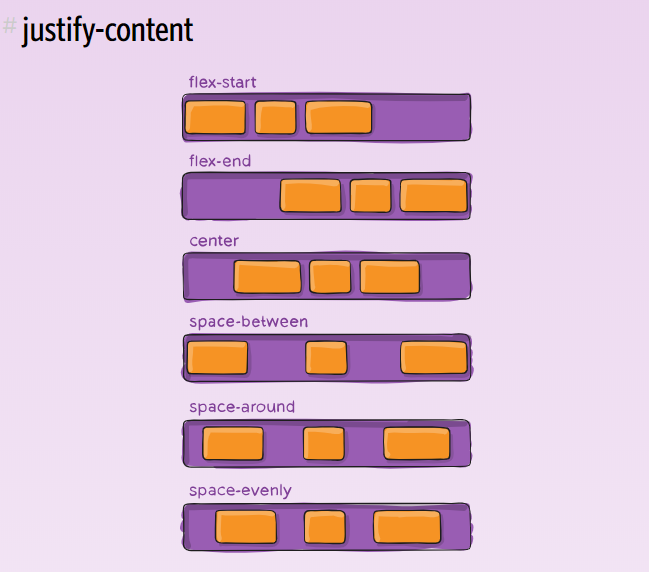 # justify-content
flex-start
flex-end
center
space-between
space-around
space-evenly